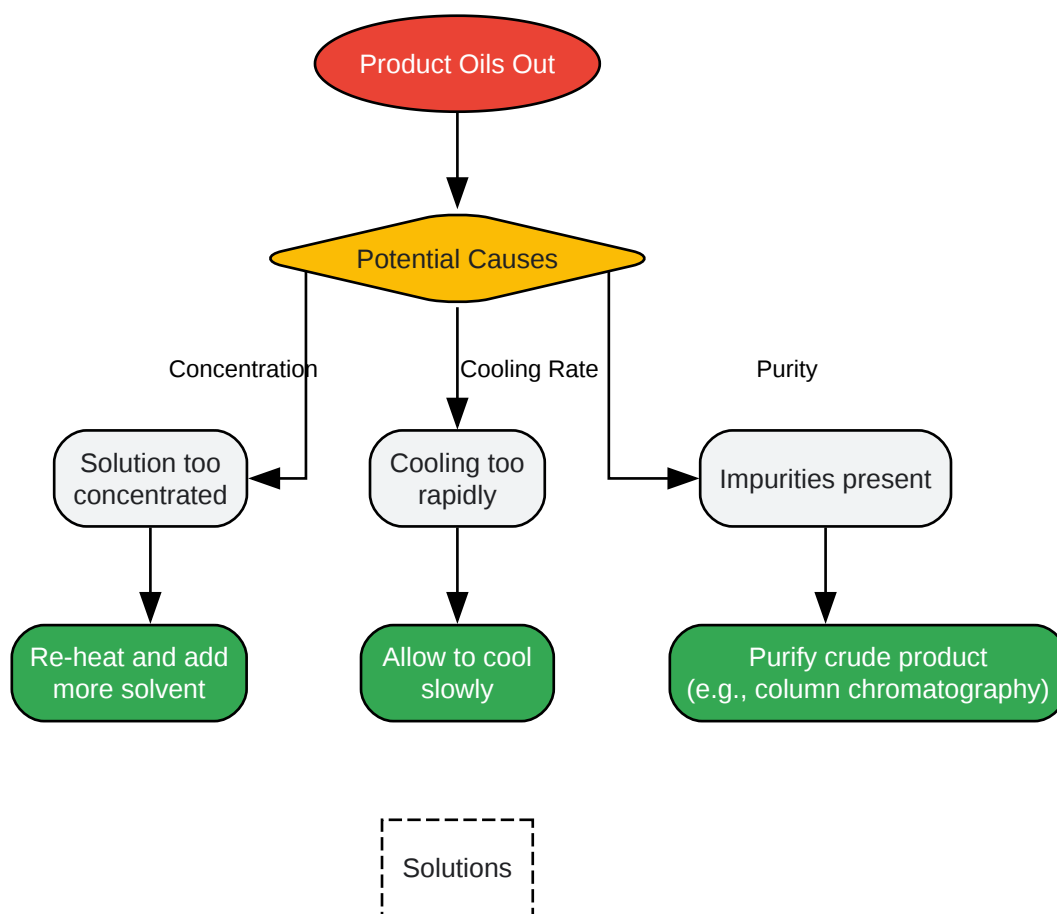 Product Oils Out
Potential Causes
Concentration
Cooling Rate
Purity
Solution too
concentrated
Cooling too
rapidly
Impurities present
Re-heat and add
more solvent
Allow to cool
slowly
Purify crude product
(e.g., column chromatography)
Solutions